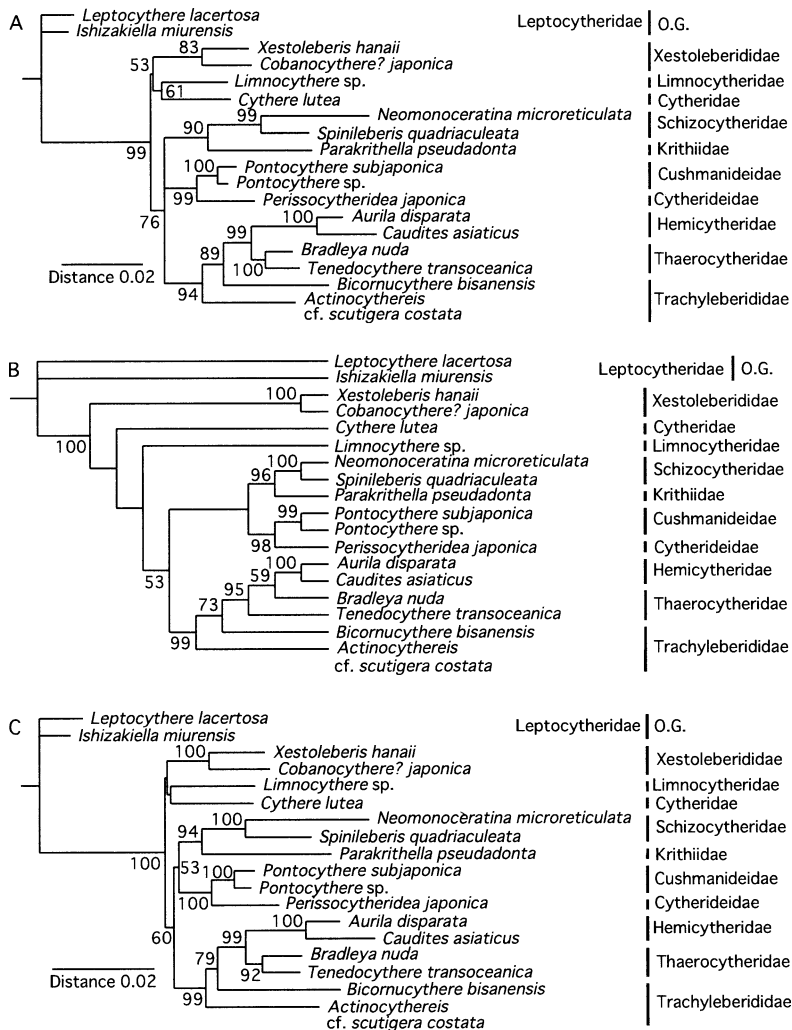 A
Leptocythere lacertosa
Leptocytheridae
O.G.
Ishizakiella miurensis
83
Xestoleberis hanaii
Xestoleberididae
53
Cobanocythere? japonica
Limnocythere sp.
Limnocytheridae
61
Cythere lutea
Cytheridae
99
Neomonoceratina microreticulata
Schizocytheridae
90
Spinileberis quadriaculeata
99
Parakrithella pseudadonta
Krithiidae
100
Pontocythere subjaponica
Cushmanideidae
Pontocythere sp.
99
Perissocytheridea japonica
Cytherideidae
76
100
Aurila disparata
Hemicytheridae
99
Caudites asiaticus
89
Bradleya nuda
Thaerocytheridae
100
Tenedocythere transoceanica
Distance 0.02
Bicornucythere bisanensis
Trachyleberididae
94
Actinocythereis
cf. scutigera costata
B
Leptocythere lacertosa
Leptocytheridae
O.G.
Ishizakiella miurensis
100
Xestoleberis hanaii
Xestoleberididae
Cobanocythere? japonica
Cythere lutea
Cytheridae
100
Limnocythere sp.
Limnocytheridae
100
Neomonoceratina microreticulata
Schizocytheridae
96
Spinileberis quadriaculeata
Parakrithella pseudadonta
Krithiidae
99
Pontocythere subjaponica
Cushmanideidae
Pontocythere sp.
98
Perissocytheridea japonica
Cytherideidae
100
Aurila disparata
Hemicytheridae
53
59
Caudites asiaticus
95
Bradleya nuda
Thaerocytheridae
73
Tenedocythere transoceanica
Bicornucythere bisanensis
Trachyleberididae
99
Actinocythereis
cf. scutigera costata
C
Leptocythere lacertosa
Leptocytheridae
O.G.
Ishizakiella miurensis
100
Xestoleberis hanaii
Xestoleberididae
Cobanocythere? japonica
Limnocythere sp.
Limnocytheridae
Cythere lutea
Cytheridae
100
Neomonoceratina microreticulata
Schizocytheridae
94
Spinileberis quadriaculeata
100
Parakrithella pseudadonta
Krithiidae
53
100
Pontocythere subjaponica
Cushmanideidae
Pontocythere sp.
100
Perissocytheridea japonica
Cytherideidae
100
Aurila disparata
Hemicytheridae
60
99
Caudites asiaticus
79
Bradleya nuda
Thaerocytheridae
92
Tenedocythere transoceanica
Distance 0.02
Bicornucythere bisanensis
Trachyleberididae
99
Actinocythereis
cf. scutigera costata